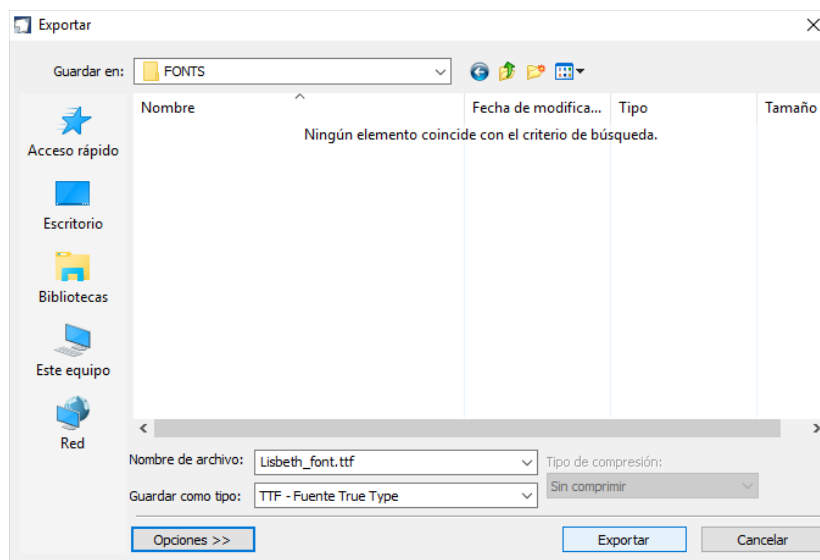 Exportar
Guardar en: FONTS
Nombre Fecha de modifica... Tipo Tamaño
Ningún elemento coincide con el criterio de búsqueda.
Acceso rápido
Escritorio
Bibliotecas
Este equipo
Red
Nombre de archivo: Lisbeth_font.ttf Tipo de compresión:
Guardar como tipo: TTF - Fuente True Type Sin comprimir
Opciones >> Exportar Cancelar